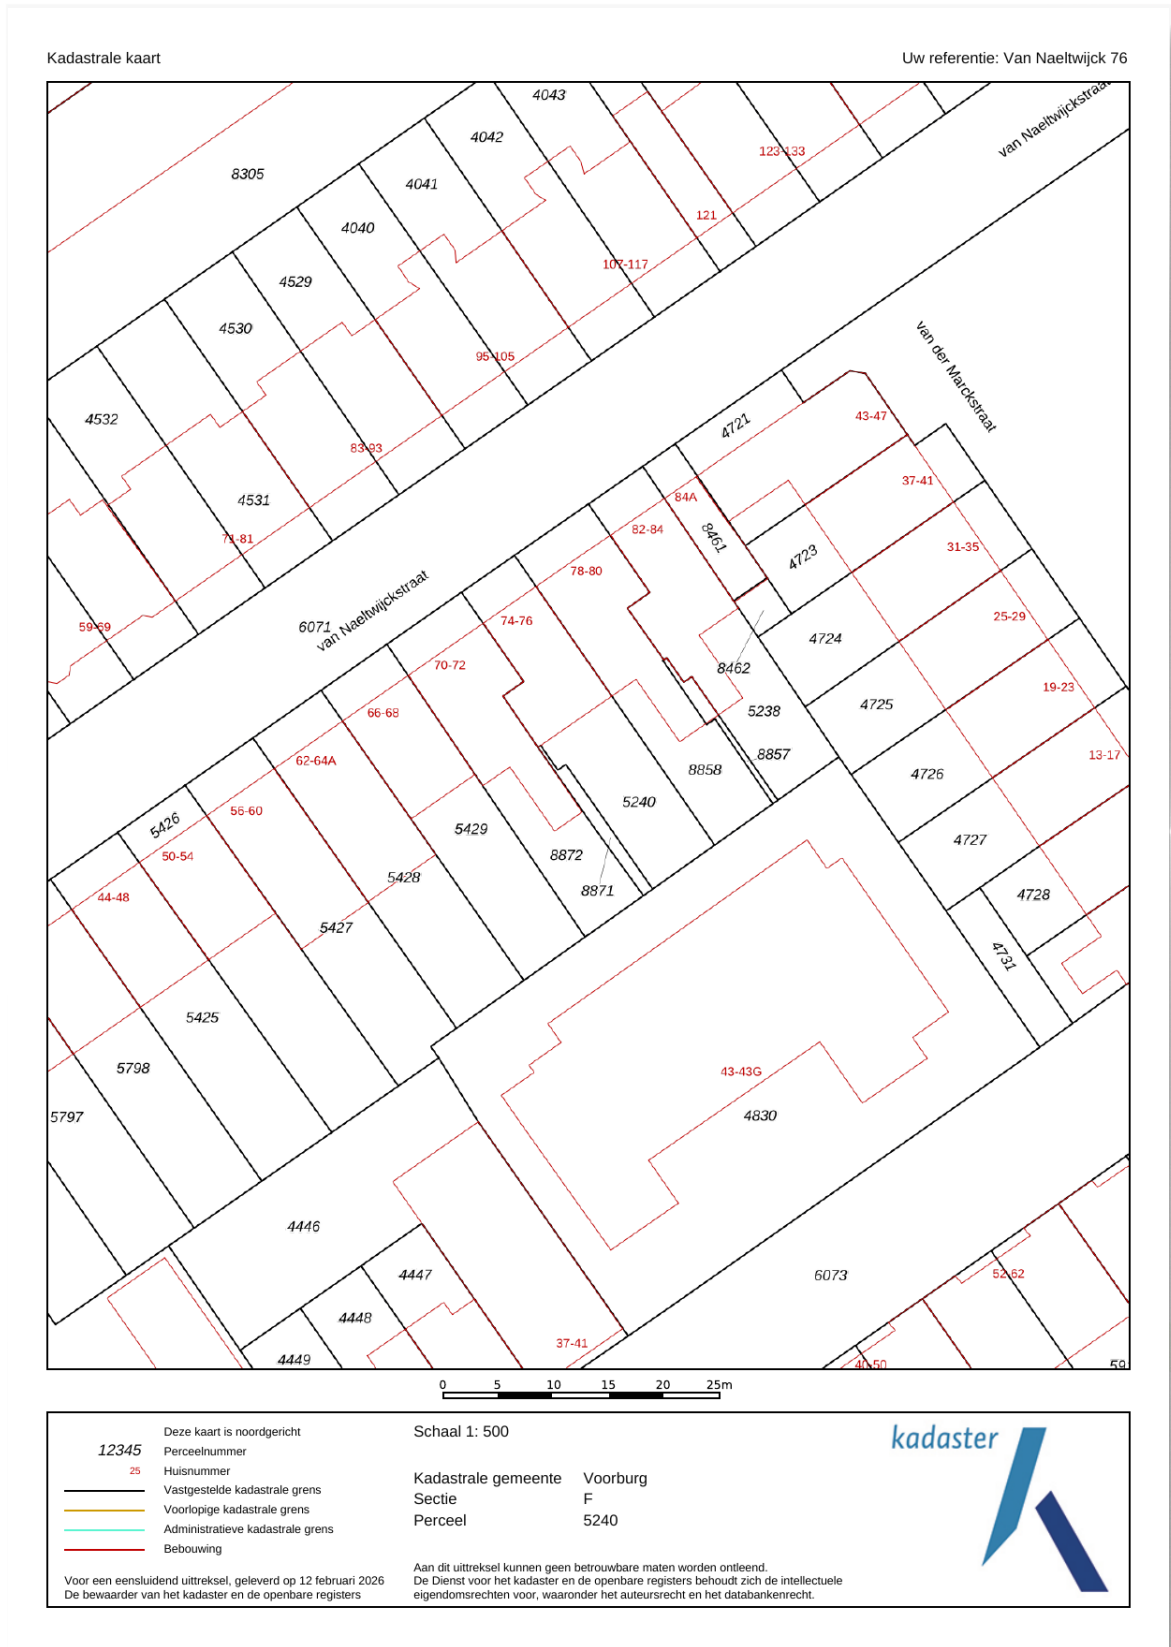 Kadastrale kaart
Uw referentie: Van Naeltwijck 76
4043
van Naeltwijckstraat
4042
123-133
8305
4041
121
4040
107-117
4529
4530
van der Marckstraat
95-105
4532
43-47
4721
83-93
37-41
84A
4531
82-84
8461
71-81
31-35
4723
78-80
van Naeltwijckstraat
25-29
74-76
6071
59-69
4724
70-72
8462
19-23
4725
66-68
5238
8857
13-17
62-64A
8858
4726
5240
56-60
5426
5429
4727
50-54
8872
5428
8871
44-48
4728
5427
4731
5425
5798
43-43G
5797
4830
4446
4447
6073
52-62
4448
37-41
4449
40-50
59
0 5 10 15 20 25m
Deze kaart is noordgericht
12345 Perceelnummer
25 Huisnummer
Vastgestelde kadastrale grens
Voorlopige kadastrale grens
Administratieve kadastrale grens
Bebouwing
Voor een eensluidend uittreksel, geleverd op 12 februari 2026
De bewaarder van het kadaster en de openbare registers
Schaal 1: 500
Kadastrale gemeente Voorburg
Sectie F
Perceel 5240
Aan dit uittreksel kunnen geen betrouwbare maten worden ontleend.
De Dienst voor het kadaster en de openbare registers behoudt zich de intellectuele
eigendomsrechten voor, waaronder het auteursrecht en het databankenrecht.
kadaster